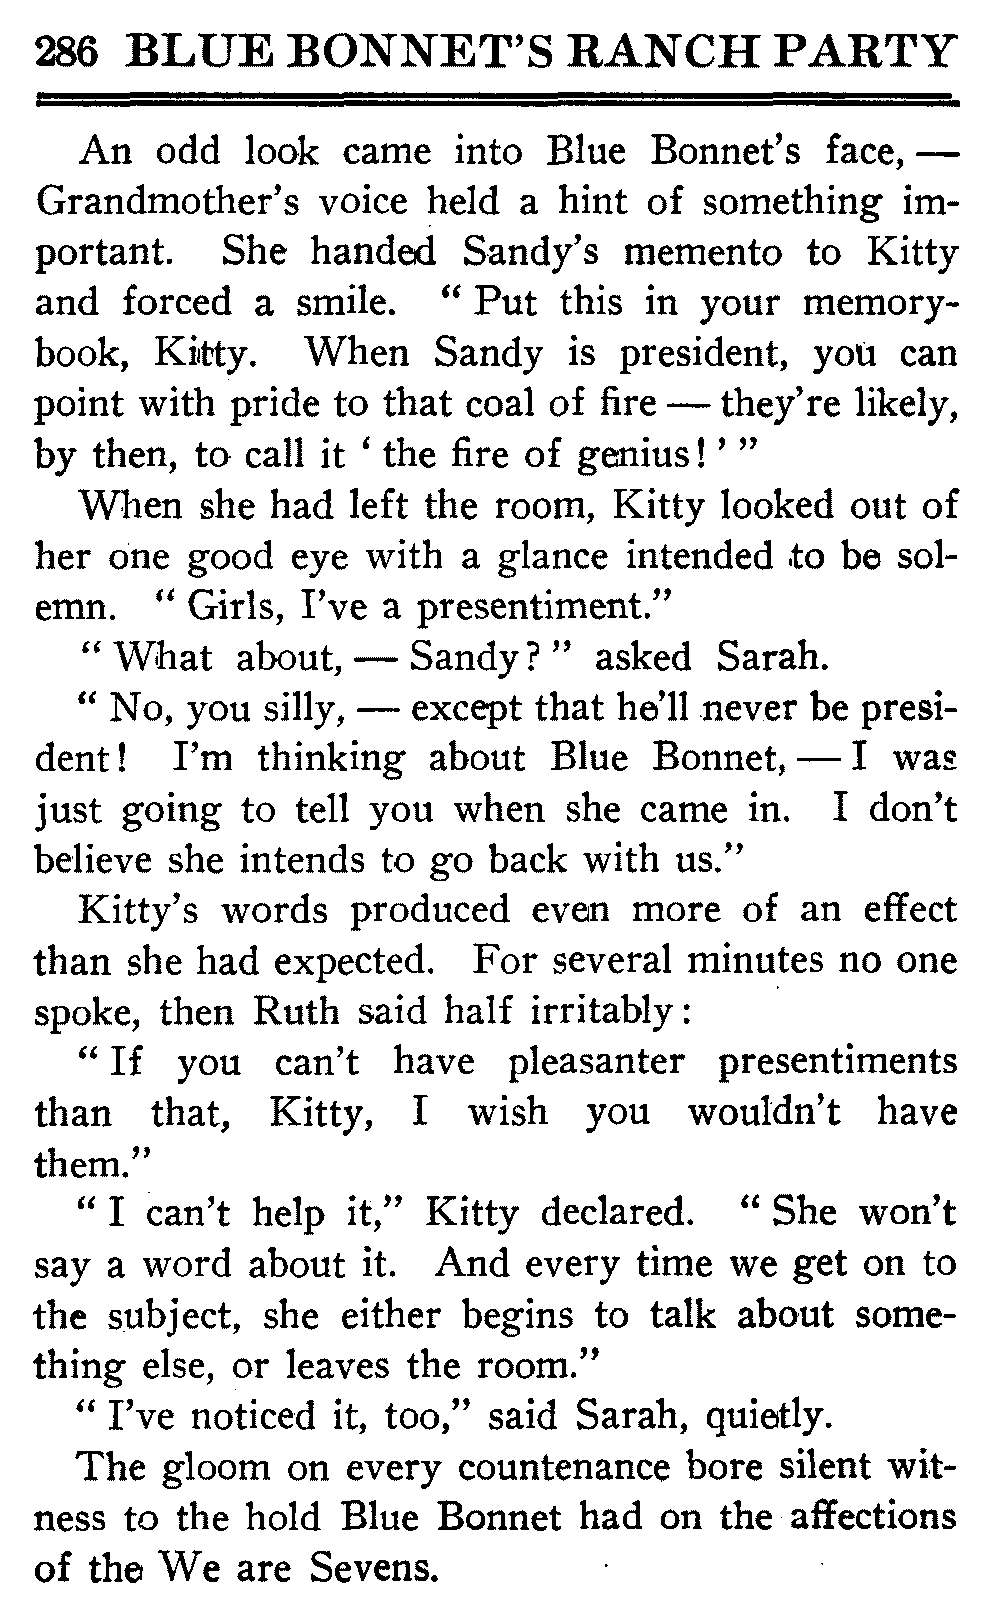 286 BLUE BONNET'S RANCH PARTY
An odd look came into Blue Bonnet's face, —
Grandmother's voice held a hint of something im-
portant. She handed Sandy's memento to Kitty
and forced a smile. "Put this in your memory-
book, Kitty. When Sandy is president, you can
point with pride to that coal of fire — they're likely,
by then, to call it 'the fire of genius!'"
When she had left the room, Kitty looked out of
her one good eye with a glance intended to be sol-
emn. "Girls, I've a presentiment."
"What about, — Sandy?" asked Sarah.
"No, you silly, — except that he'll never be presi-
dent! I'm thinking about Blue Bonnet, — I was
just going to tell you when she came in. I don't
believe she intends to go back with us."
Kitty's words produced even more of an effect
than she had expected. For several minutes no one
spoke, then Ruth said half irritably:
"If you can't have pleasanter presentiments
than that, Kitty, I wish you wouldn't have
them."
"I can't help it," Kitty declared. "She won't
say a word about it. And every time we get on to
the subject, she either begins to talk about some-
thing else, or leaves the room."
"I've noticed it, too," said Sarah, quietly.
The gloom on every countenance bore silent wit-
ness to the hold Blue Bonnet had on the affections
of the We are Sevens.